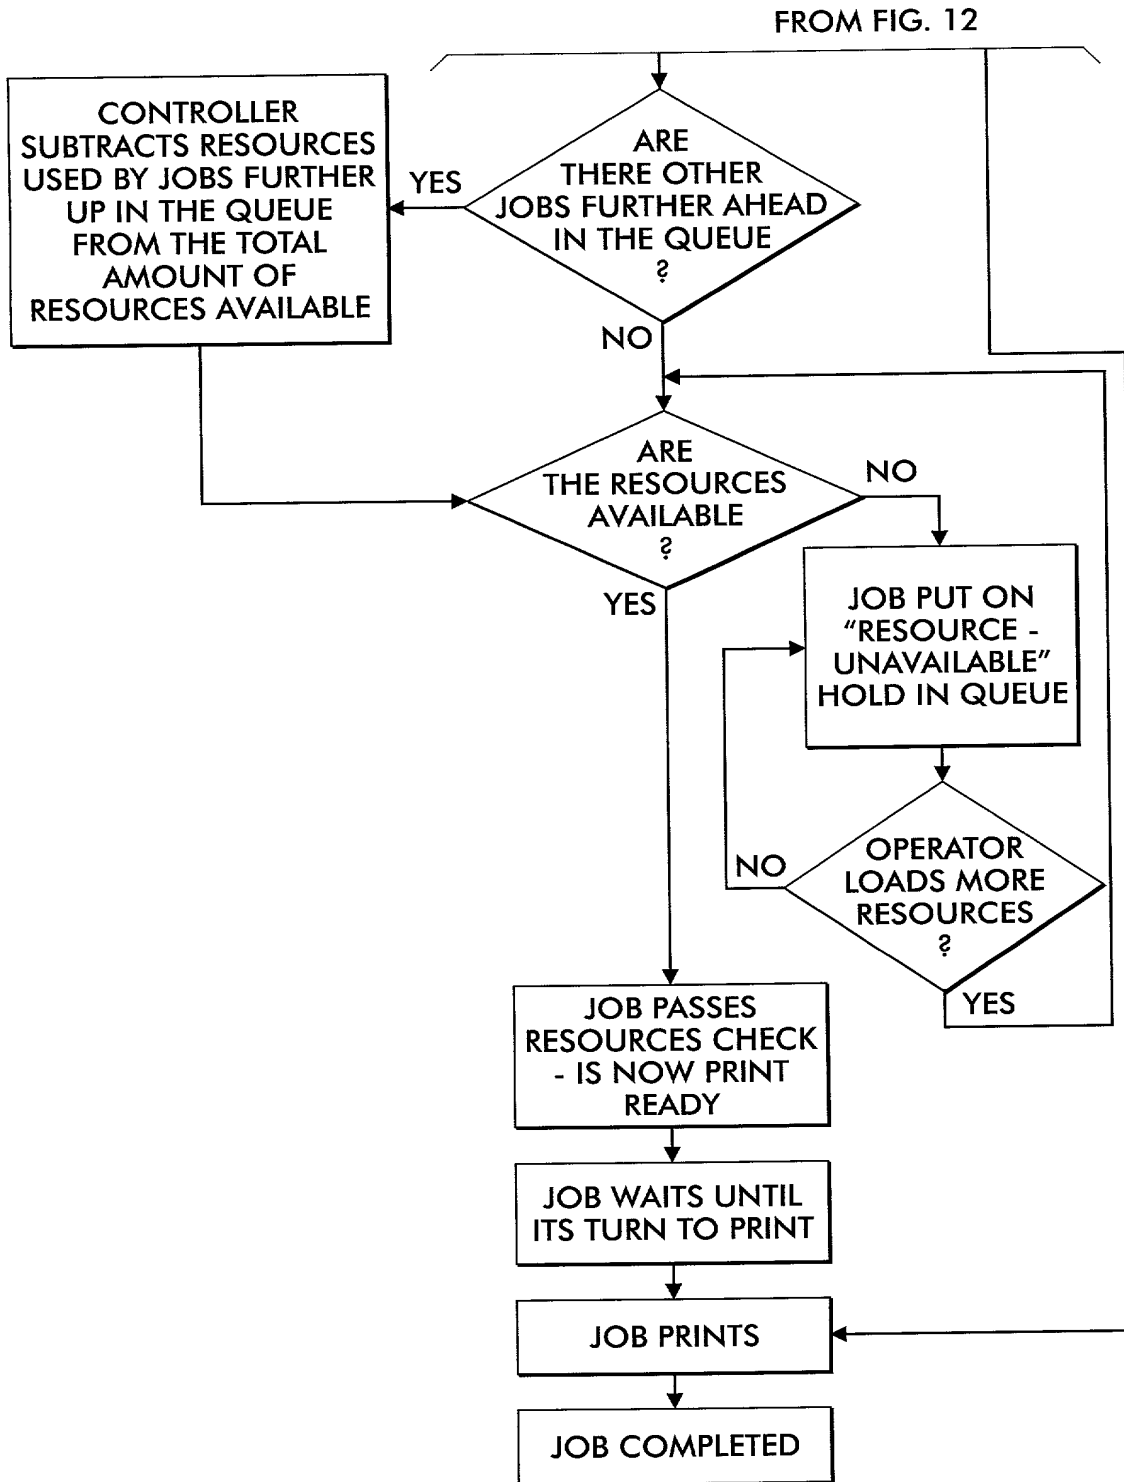 FROM FIG. 12
CONTROLLER
SUBTRACTS RESOURCES
USED BY JOBS FURTHER
UP IN THE QUEUE
FROM THE TOTAL
AMOUNT OF
RESOURCES AVAILABLE
YES
ARE
THERE OTHER
JOBS FURTHER AHEAD
IN THE QUEUE
?
NO
ARE
THE RESOURCES
AVAILABLE
?
NO
YES
JOB PUT ON
“RESOURCE -
UNAVAILABLE”
HOLD IN QUEUE
NO
OPERATOR
LOADS MORE
RESOURCES
?
YES
JOB PASSES
RESOURCES CHECK
- IS NOW PRINT
READY
JOB WAITS UNTIL
ITS TURN TO PRINT
JOB PRINTS
JOB COMPLETED